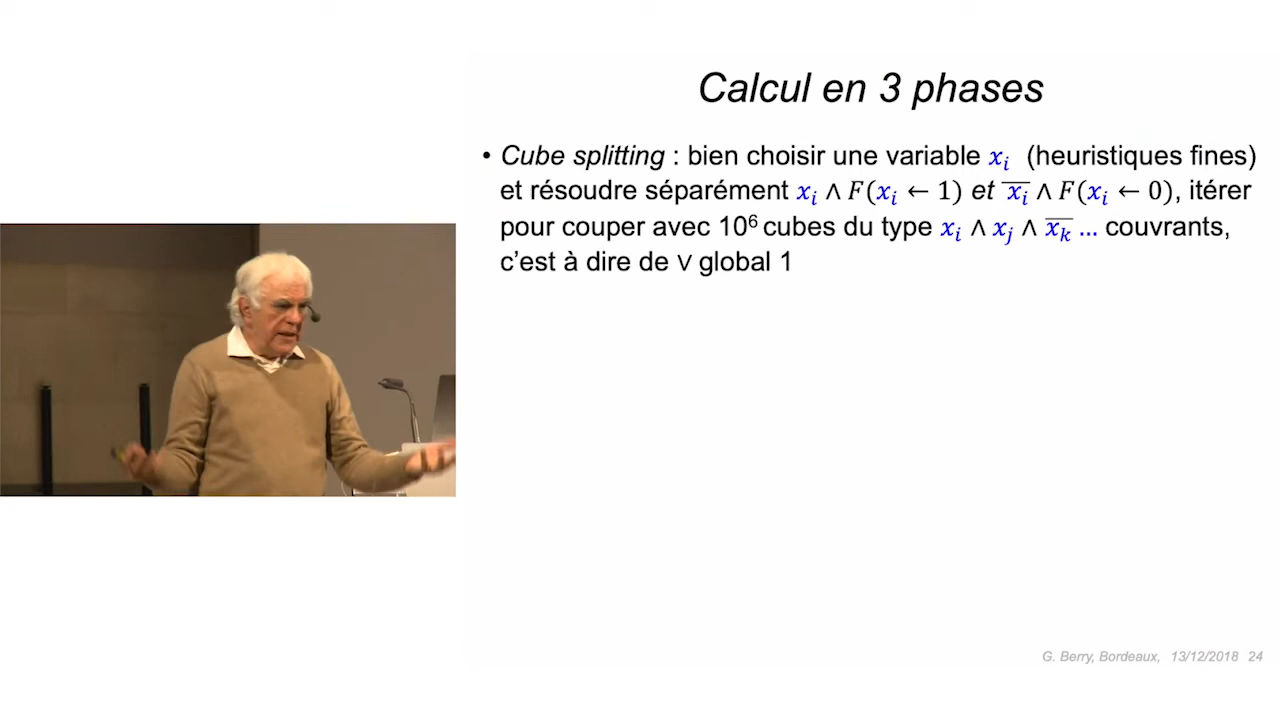 Calcul en 3 phases
• Cube splitting : bien choisir une variable xᵢ (heuristiques fines)
et résoudre séparément xᵢ ∧ F(xᵢ ← 1) et x̅ᵢ ∧ F(xᵢ ← 0), itérer
pour couper avec 10⁶ cubes du type xᵢ ∧ xⱼ ∧ x̅ₖ ... couvrants,
c’est à dire de ∨ global 1
G. Berry, Bordeaux, 13/12/2018 24